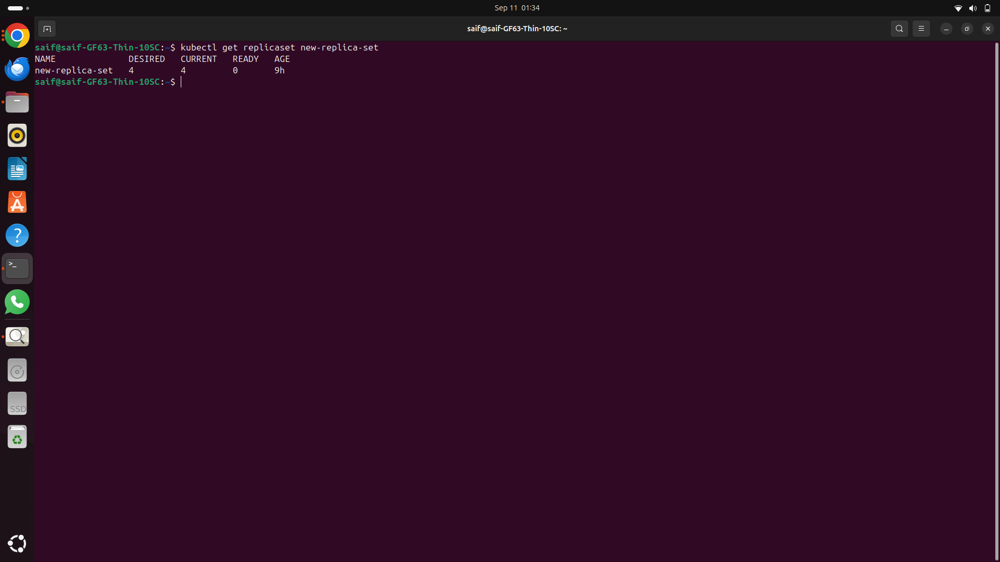 Sep 11 01:34
saif@saif-GF63-Thin-10SC: ~
saif@saif-GF63-Thin-10SC:~$ kubectl get replicaset new-replica-set
NAME              DESIRED   CURRENT   READY   AGE
new-replica-set   4         4         0       9h
saif@saif-GF63-Thin-10SC:~$
>_
SSD